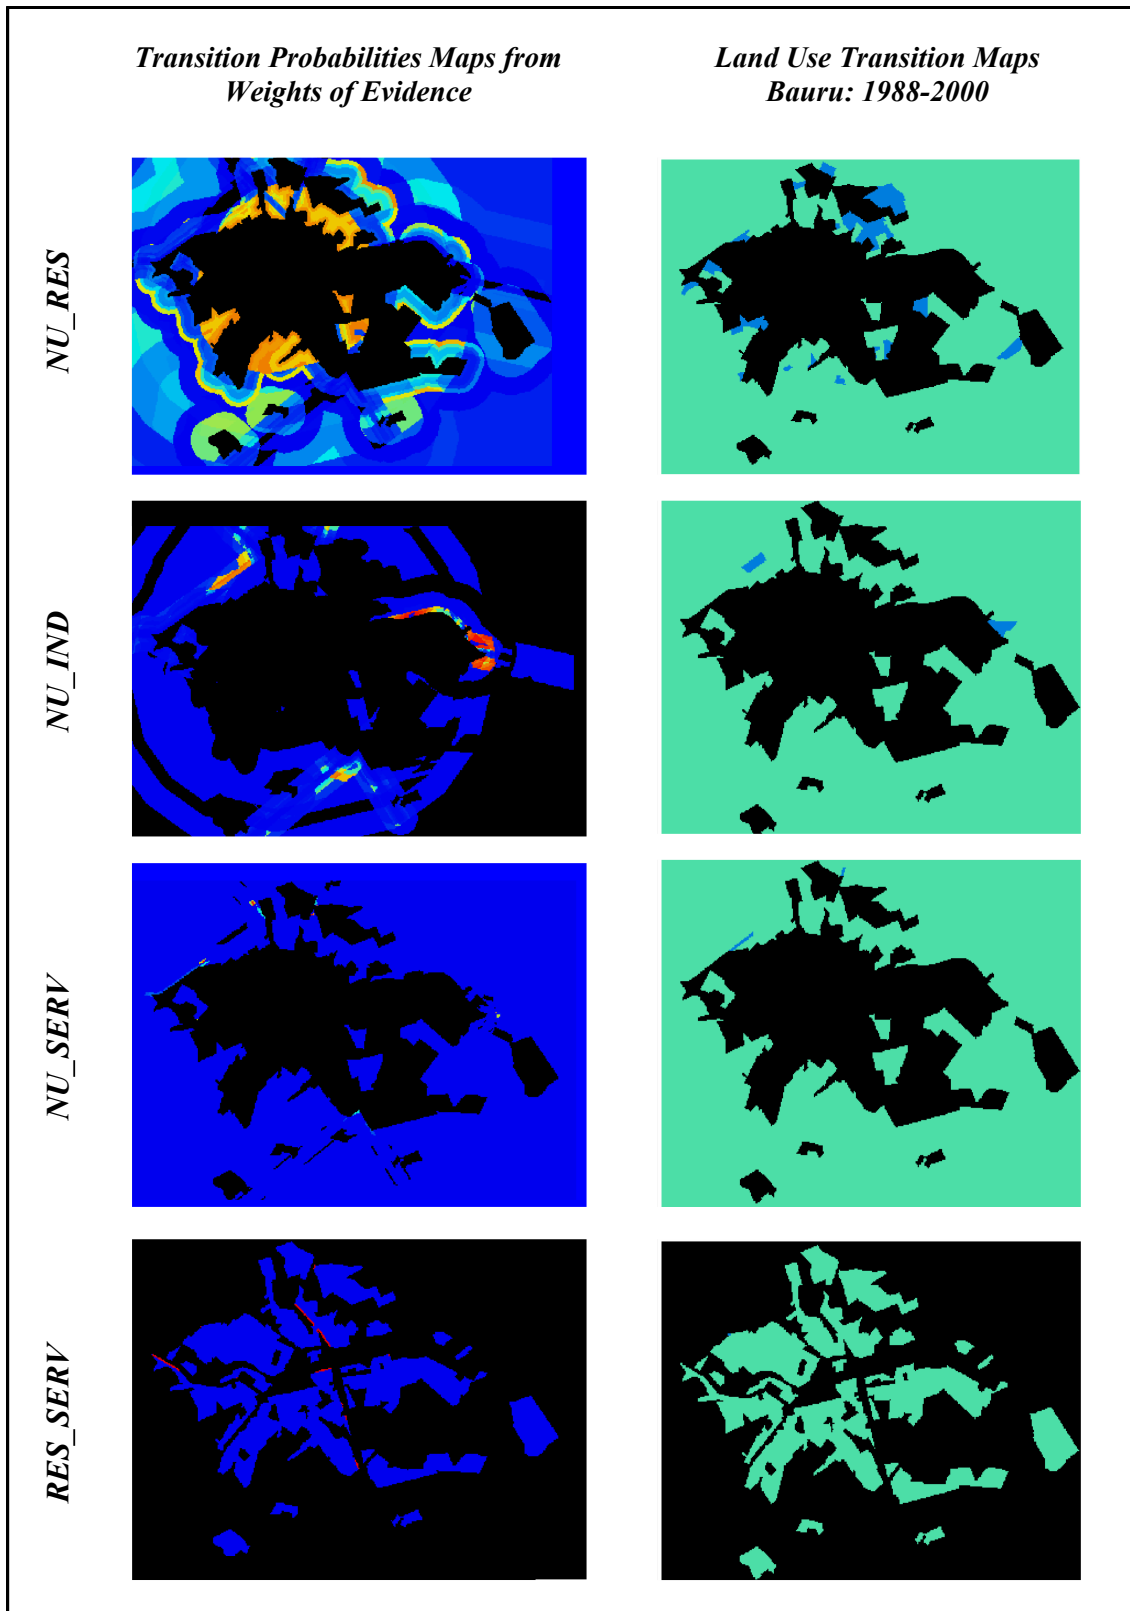 Transition Probabilities Maps from
Weights of Evidence
Land Use Transition Maps
Bauru: 1988-2000
NU_RES
NU_IND
NU_SERV
RES_SERV